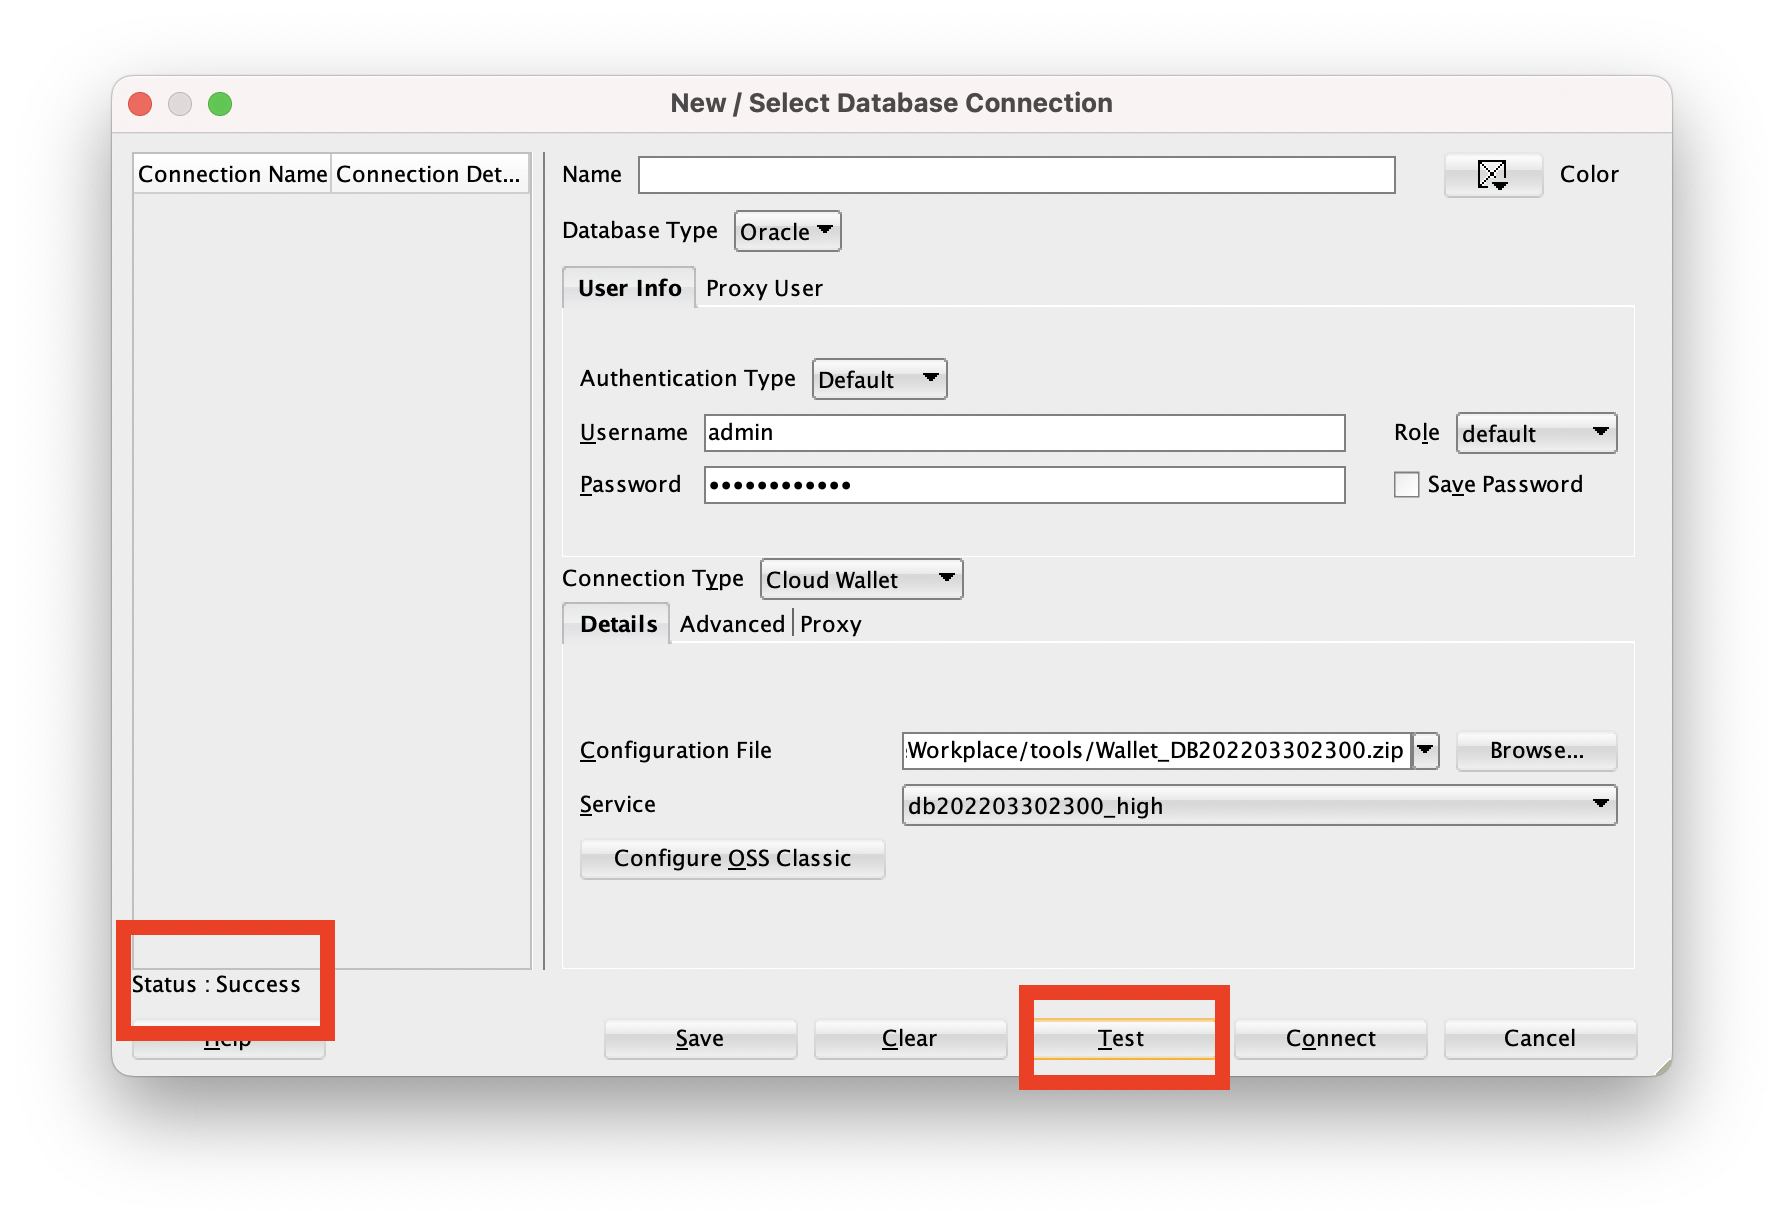 New / Select Database Connection
Connection Name Connection Det...
Name
Color
Database Type Oracle
User Info Proxy User
Authentication Type Default
Username admin Role default
Password •••••••••••• Save Password
Connection Type Cloud Wallet
Details Advanced Proxy
Configuration File Workplace/tools/Wallet_DB202203302300.zip Browse...
Service db202203302300_high
Configure OSS Classic
Status : Success
Help Save Clear Test Connect Cancel